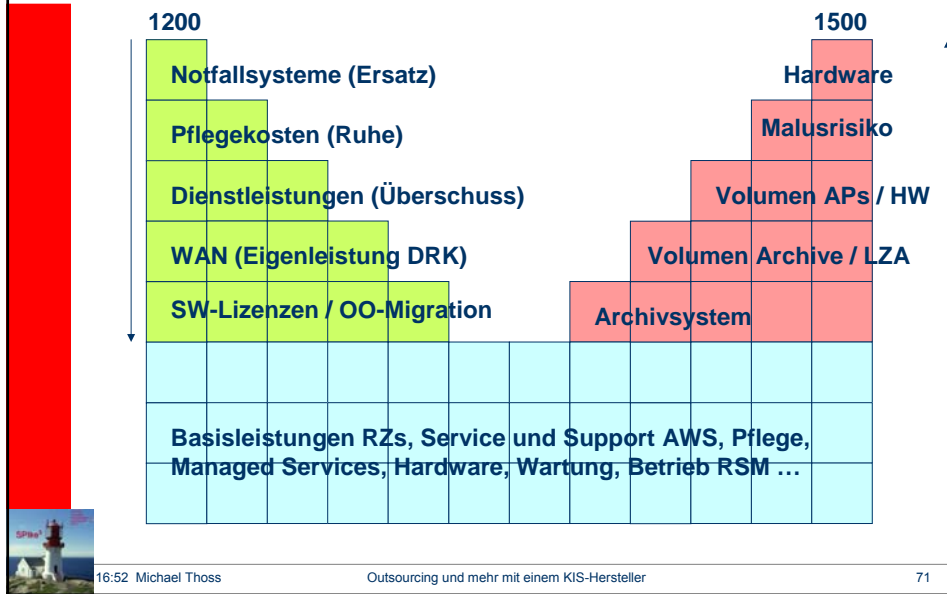 1200
1500
Notfallsysteme (Ersatz)
Hardware
Pflegekosten (Ruhe)
Malusrisiko
Dienstleistungen (Überschuss)
Volumen APs / HW
WAN (Eigenleistung DRK)
Volumen Archive / LZA
SW-Lizenzen / OO-Migration
Archivsystem
Basisleistungen RZs, Service und Support AWS, Pflege,
Managed Services, Hardware, Wartung, Betrieb RSM ...
SPIke³
16:52 Michael Thoss
Outsourcing und mehr mit einem KIS-Hersteller
71